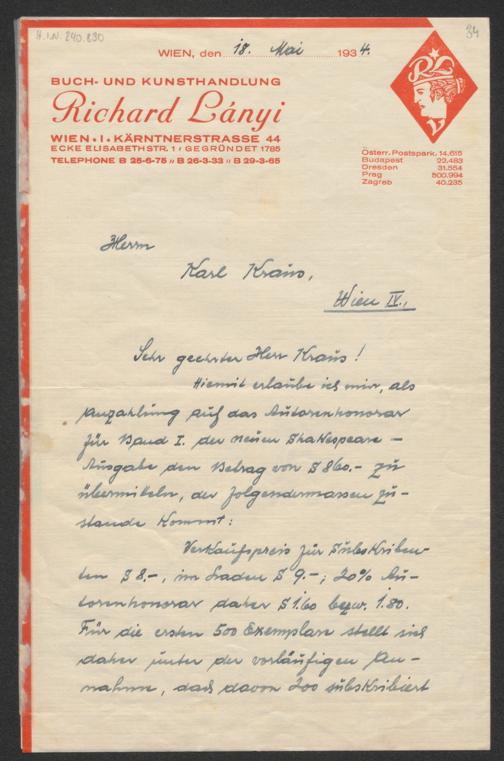 H.I.N. 240.830
34
WIEN, den 18. Mai 1934.
BUCH- UND KUNSTHANDLUNG
Richard Lányi
WIEN • I • KÄRNTNERSTRASSE 44
ECKE ELISABETHSTR. 1 / GEGRÜNDET 1785
TELEPHONE B 25-6-75 // B 26-3-33 // B 29-3-65
RL
Österr. Postspark. 14.615
Budapest 22.483
Dresden 31.554
Prag 500.994
Zagreb 40.235
Herrn
Karl Kraus,
Wien IV.,
Sehr geehrter Herr Kraus!
Hiemit erlaube ich mir, als
Anzahlung auf das Autorenhonorar
für Band I. der neuen Shakespeare-
Ausgabe den Betrag von S 860.- zu
übermitteln, der folgendermassen zu-
stande kommt:
Verkaufspreis für Subskriben-
ten S 8.-, im Laden S 9.-; 20% Au-
torenhonorar daher S 1.60 bezw. 1.80.
Für die ersten 500 Exemplare stellt sich
daher unter der vorläufigen An-
nahme, daß davon 200 subskribiert